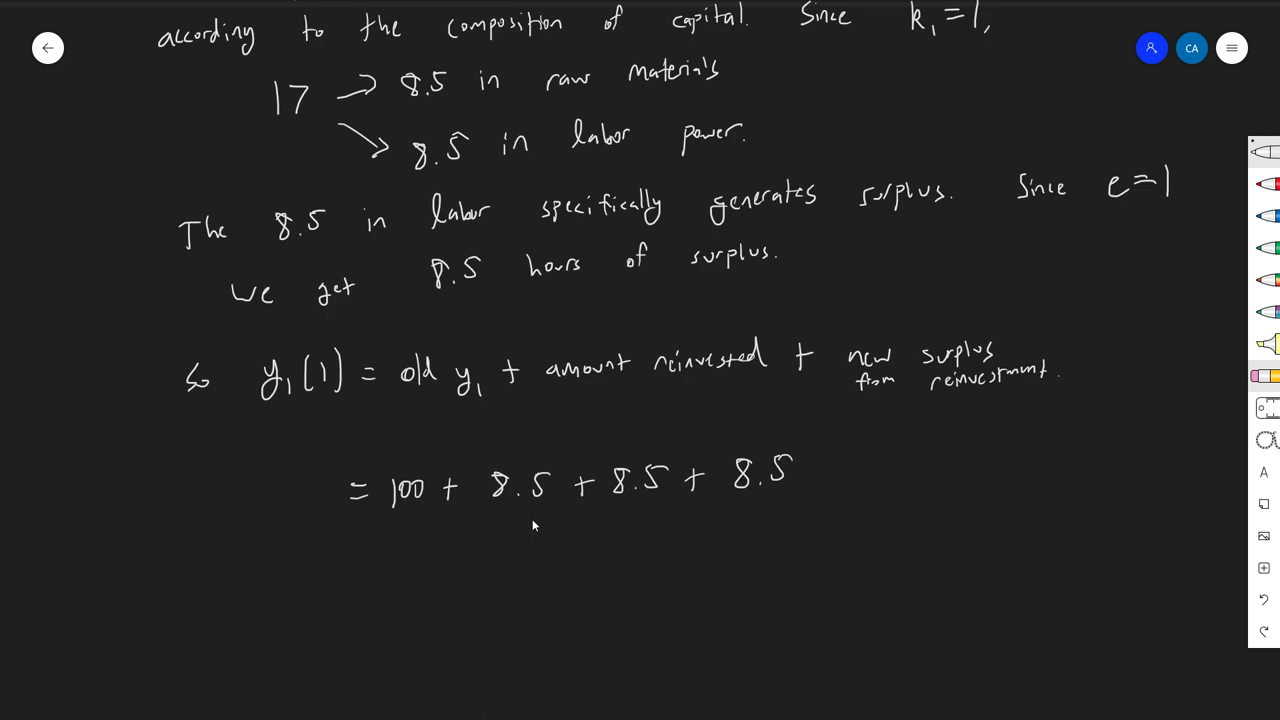 according to the composition of capital. Since k₁ = 1,
17 → 8.5 in raw materials
↘ 8.5 in labor power.
The 8.5 in labor specifically generates surplus. Since e = 1
we get 8.5 hours of surplus.
So y₁(1) = old y₁ + amount reinvested + new surplus from reinvestment.
= 100 + 8.5 + 8.5 + 8.5
CA
A